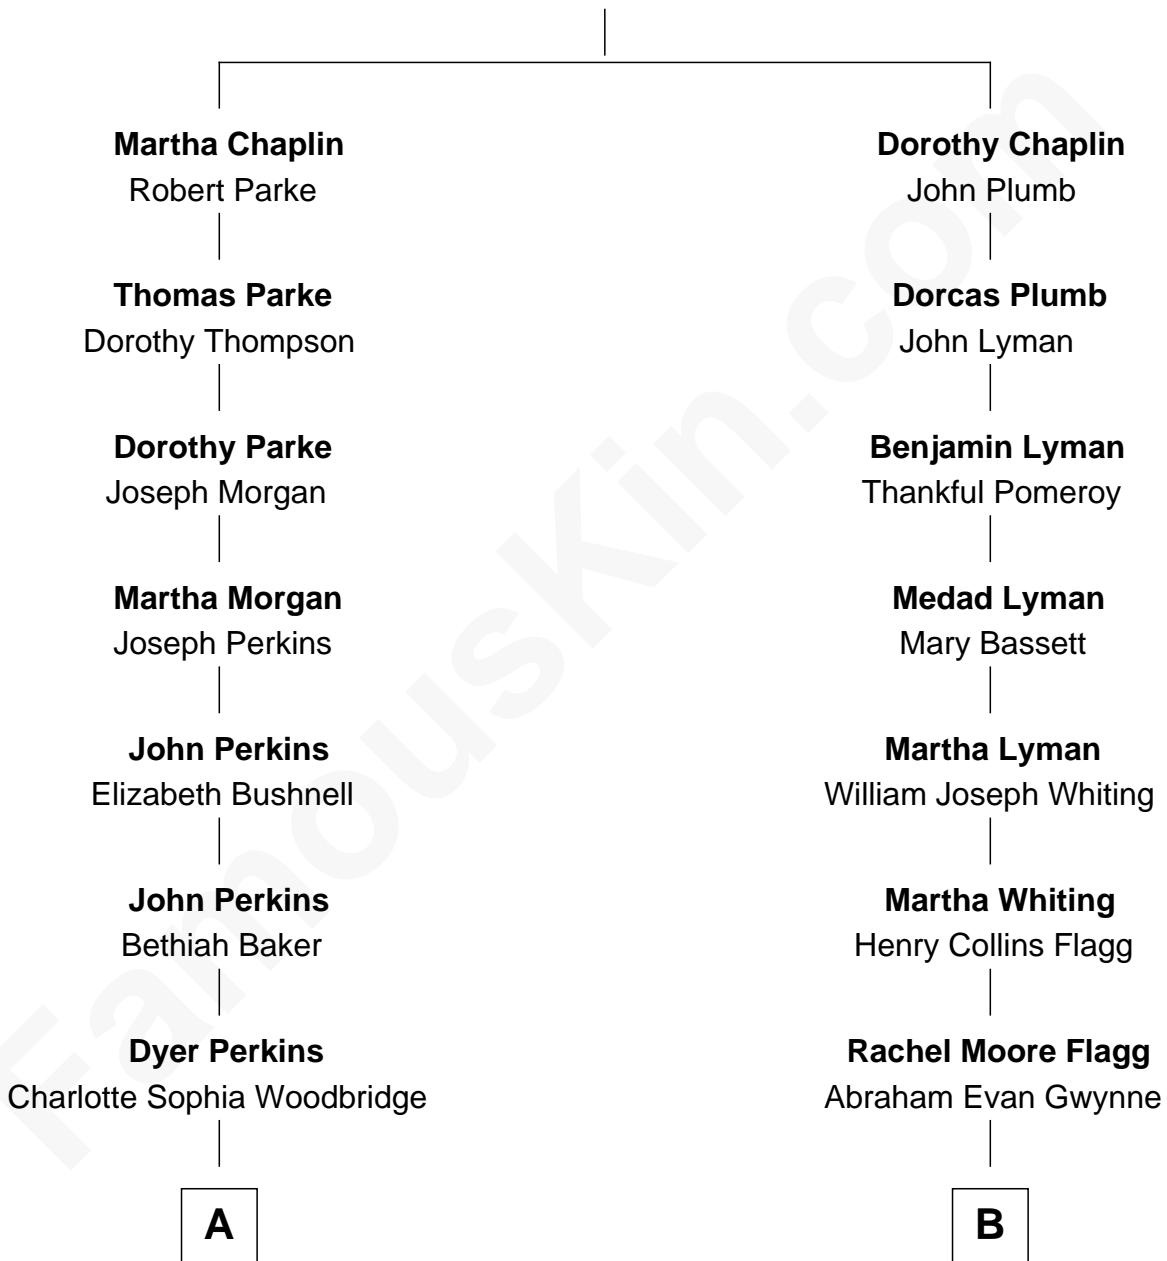 Martha Chaplin
Robert Parke
Thomas Parke
Dorothy Thompson
Dorothy Parke
Joseph Morgan
Martha Morgan
Joseph Perkins
John Perkins
Elizabeth Bushnell
John Perkins
Bethiah Baker
Dyer Perkins
Charlotte Sophia Woodbridge
A
Dorothy Chaplin
John Plumb
Dorcas Plumb
John Lyman
Benjamin Lyman
Thankful Pomeroy
Medad Lyman
Mary Bassett
Martha Lyman
William Joseph Whiting
Martha Whiting
Henry Collins Flagg
Rachel Moore Flagg
Abraham Evan Gwynne
B
FamousKin.com